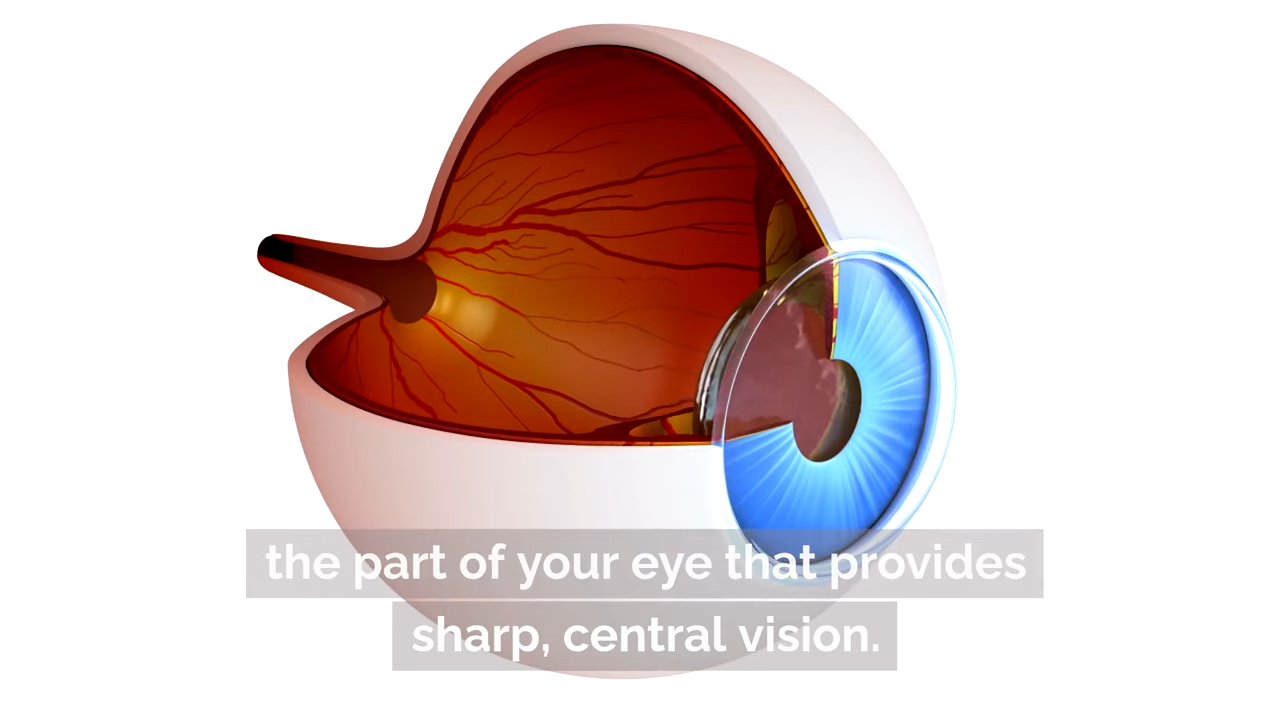 the part of your eye that provides
sharp, central vision.